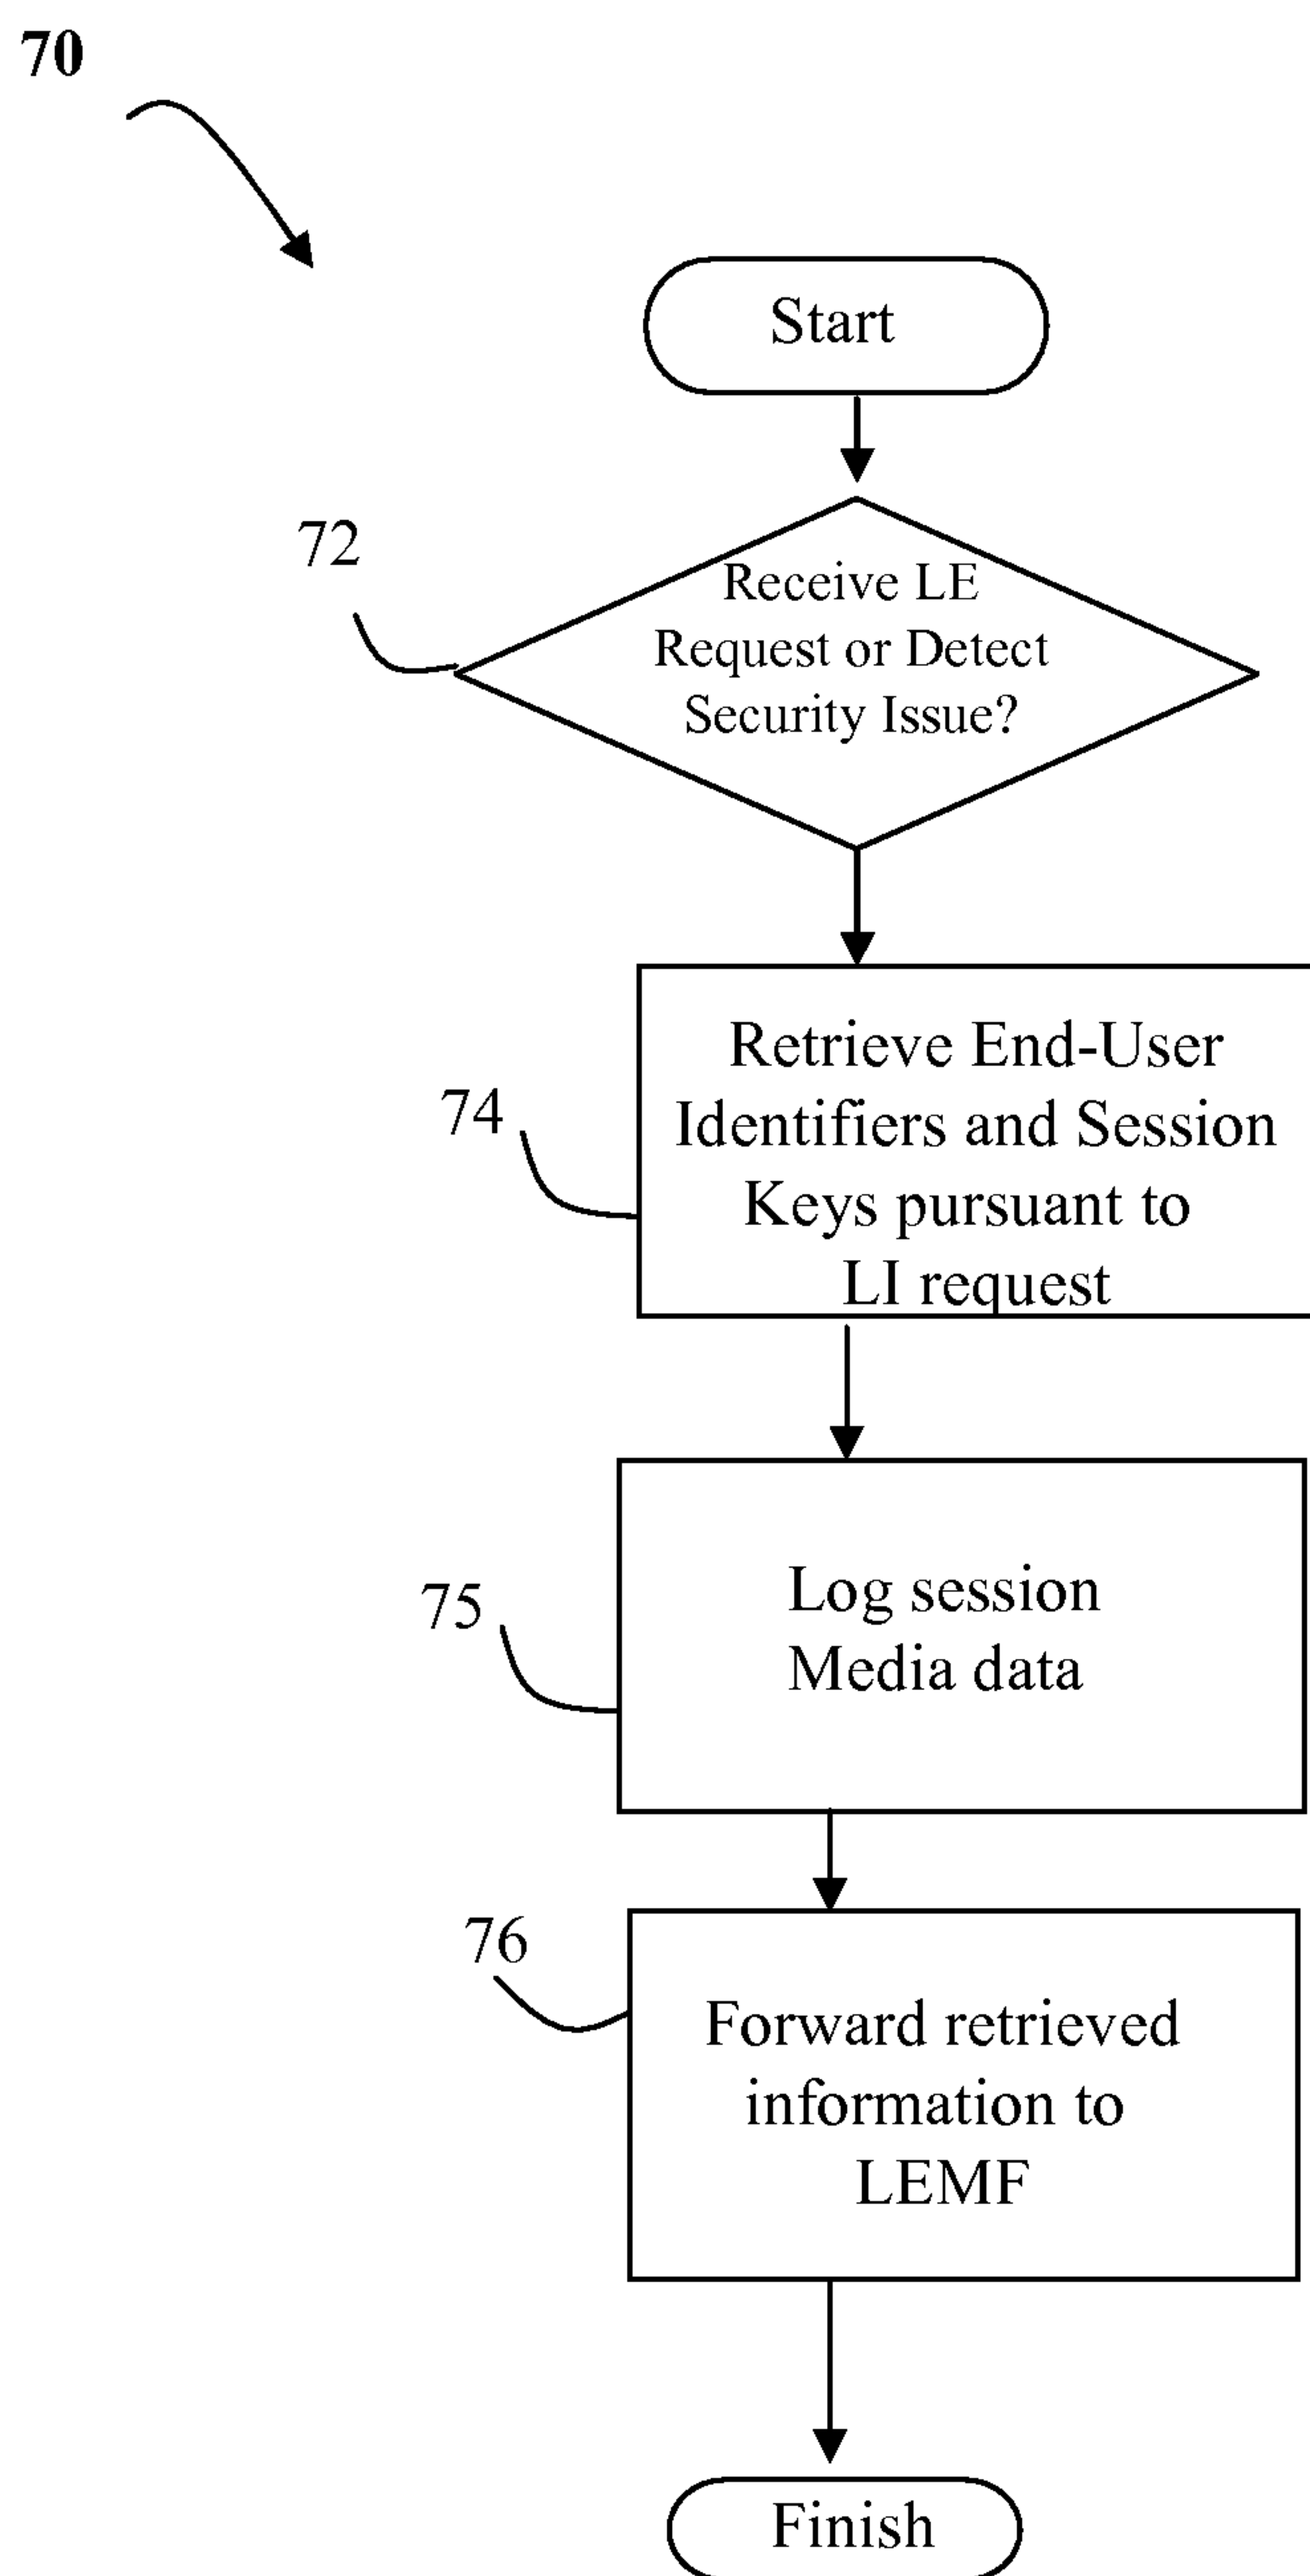 70
Start
72
Receive LE
Request or Detect
Security Issue?
74
Retrieve End-User
Identifiers and Session
Keys pursuant to
LI request
75
Log session
Media data
76
Forward retrieved
information to
LEMF
Finish